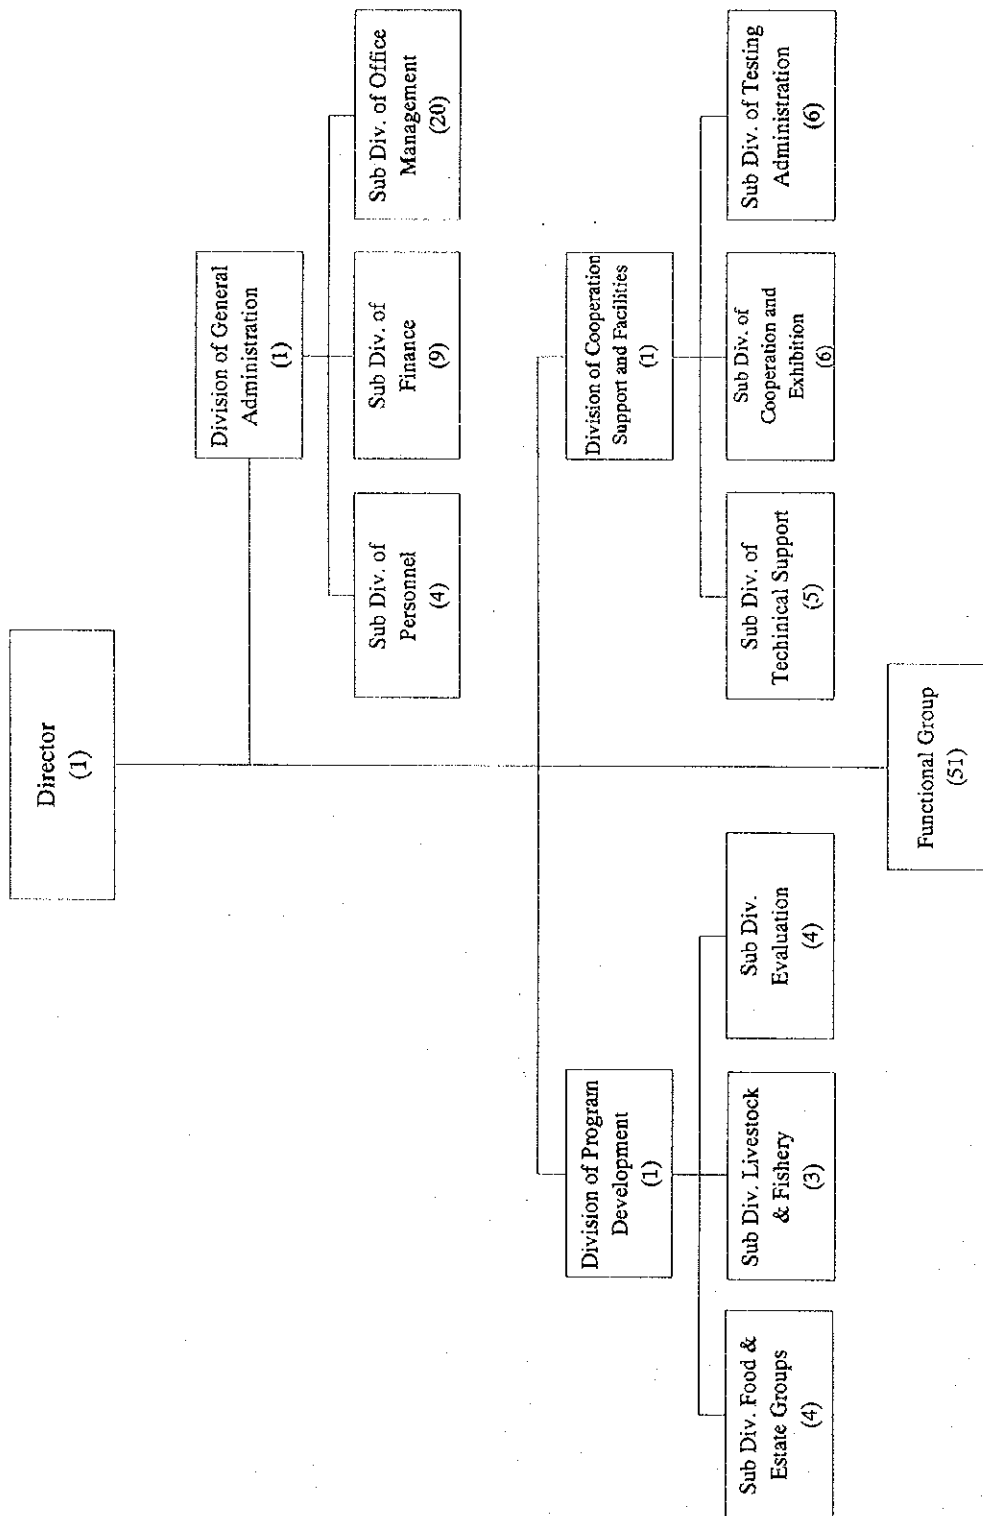 Director
(1)
Division of General
Administration
(1)
Sub Div. of
Personnel
(4)
Sub Div. of
Finance
(9)
Sub Div. of Office
Management
(20)
Division of Program
Development
(1)
Division of Cooperation
Support and Facilities
(1)
Sub Div. Food &
Estate Groups
(4)
Sub Div. Livestock
& Fishery
(3)
Sub Div.
Evaluation
(4)
Sub Div. of
Techinical Support
(5)
Sub Div. of
Cooperation and
Exhibition
(6)
Sub Div. of Testing
Administration
(6)
Functional Group
(51)